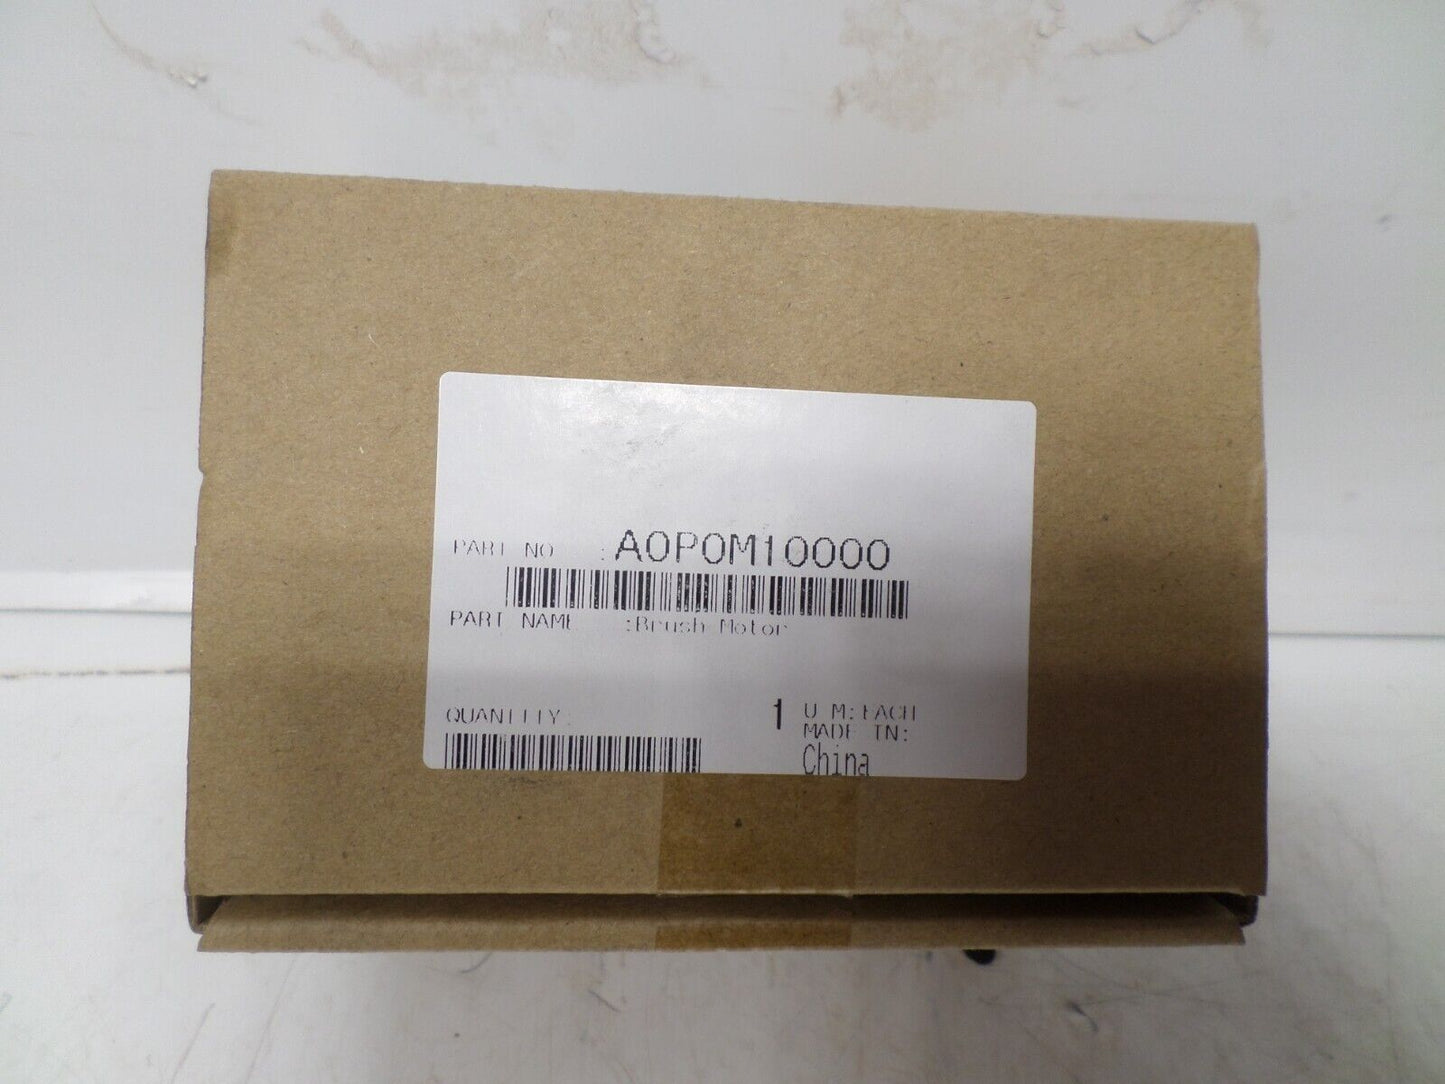 PART NO : A0P0M10000
PART NAME :Brush Motor
QUANTITY: 1 U M: EACH
MADE IN:
China